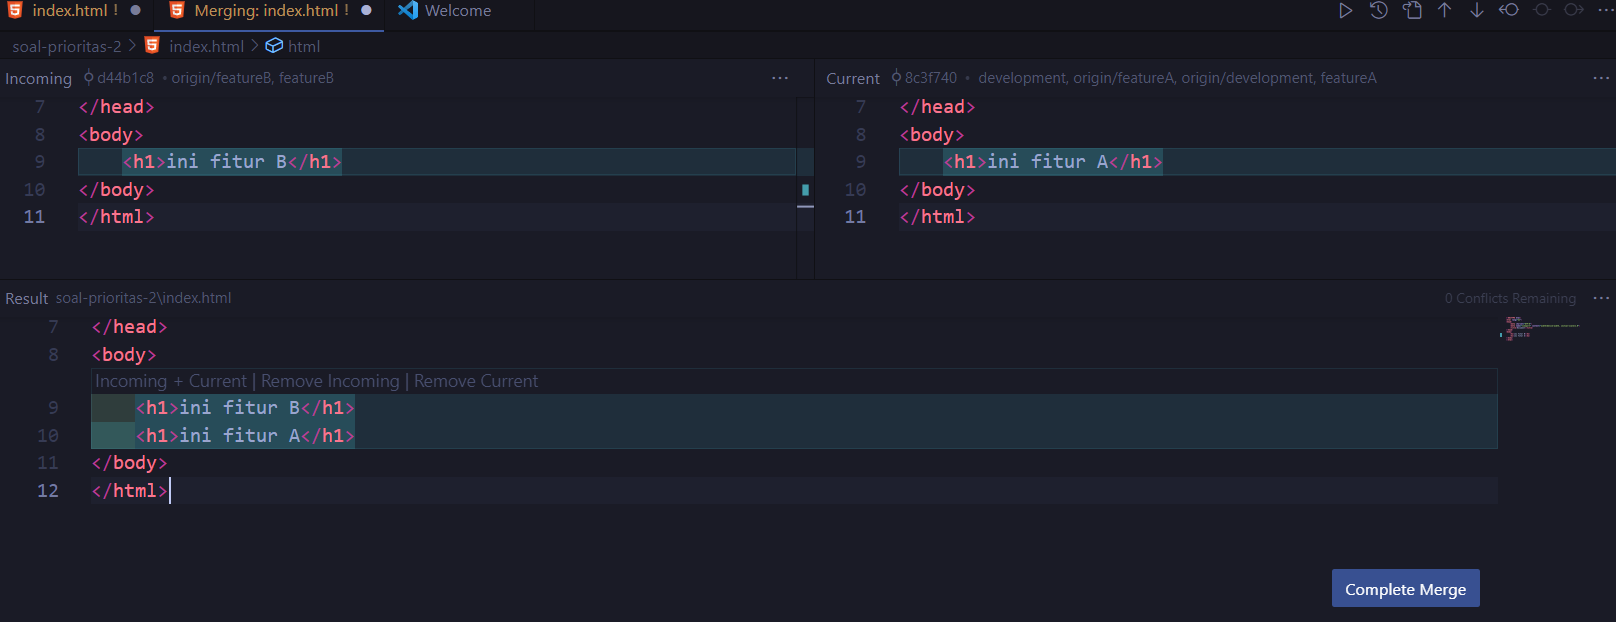 index.html !
Merging: index.html !
Welcome
soal-prioritas-2 > index.html > html
Incoming d44b1c8 • origin/featureB, featureB
7 </head>
8 <body>
9 <h1>ini fitur B</h1>
10 </body>
11 </html>
Current 8c3f740 • development, origin/featureA, origin/development, featureA
7 </head>
8 <body>
9 <h1>ini fitur A</h1>
10 </body>
11 </html>
Result soal-prioritas-2\index.html
0 Conflicts Remaining
7 </head>
8 <body>
Incoming + Current | Remove Incoming | Remove Current
9 <h1>ini fitur B</h1>
10 <h1>ini fitur A</h1>
11 </body>
12 </html>
Complete Merge